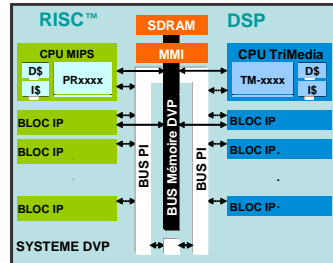 RISC™
SDRAM
DSP
MMI
CPU MIPS
D$
I$
PRxxxx
CPU TriMedia
TM-xxxx
D$
I$
BLOC IP
BLOC IP
BLOC IP
BUS PI
BUS Mémoire DVP
BUS PI
BLOC IP
BLOC IP.
BLOC IP.
SYSTEME DVP